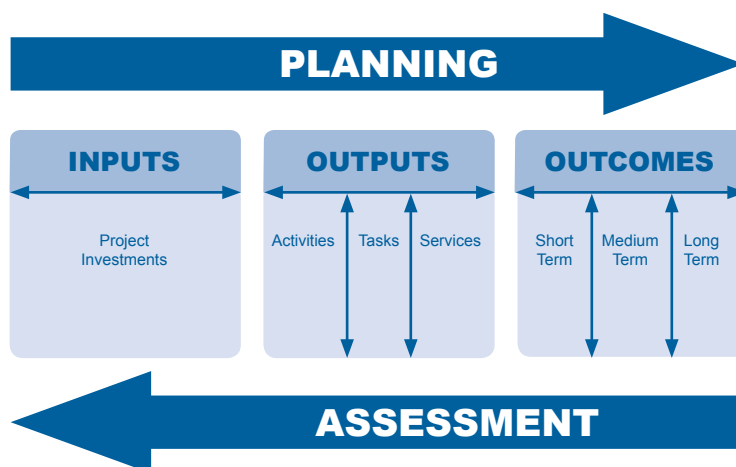 PLANNING
INPUTS
Project
Investments
OUTPUTS
Activities
Tasks
Services
OUTCOMES
Short
Term
Medium
Term
Long
Term
ASSESSMENT